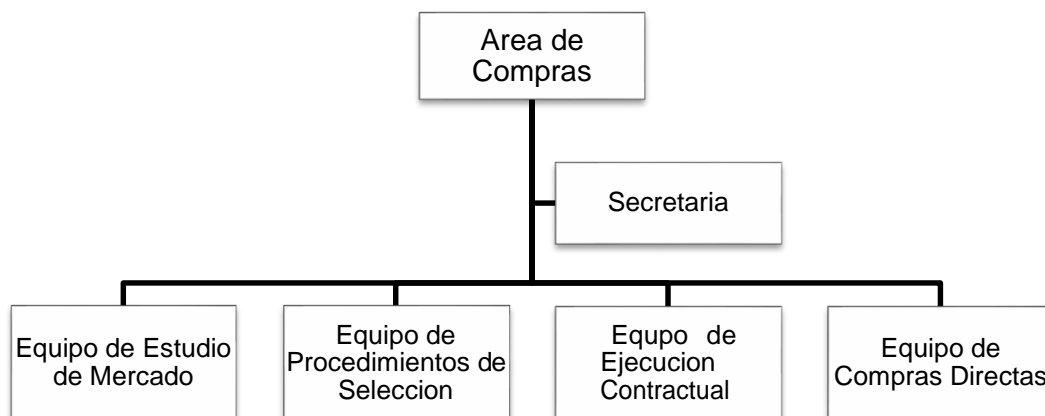 Area de
Compras
Secretaria
Equipo de Estudio
de Mercado
Equipo de
Procedimientos de
Seleccion
Equpo de
Ejecucion
Contractual
Equipo de
Compras Directas